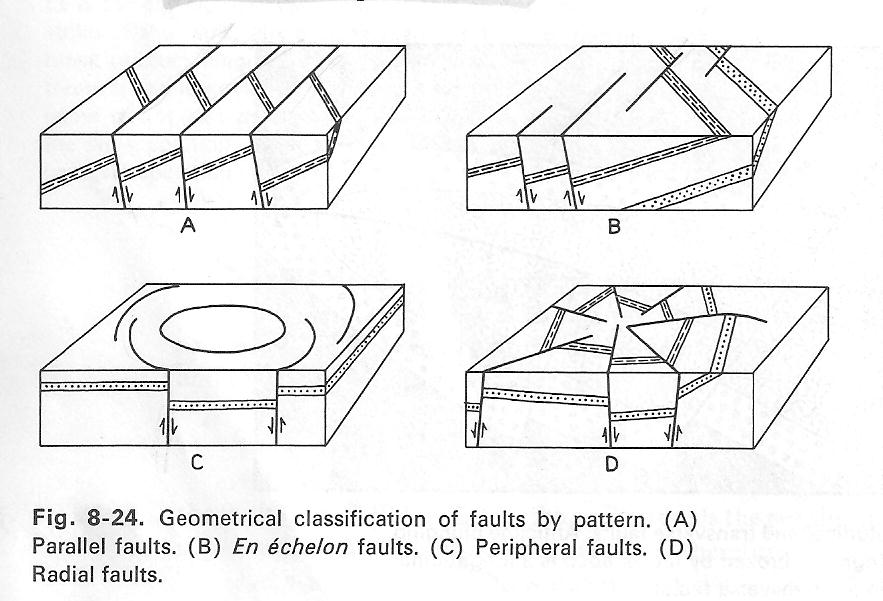 A
B
C
D
Fig. 8-24. Geometrical classification of faults by pattern. (A)
Parallel faults. (B) En échelon faults. (C) Peripheral faults. (D)
Radial faults.